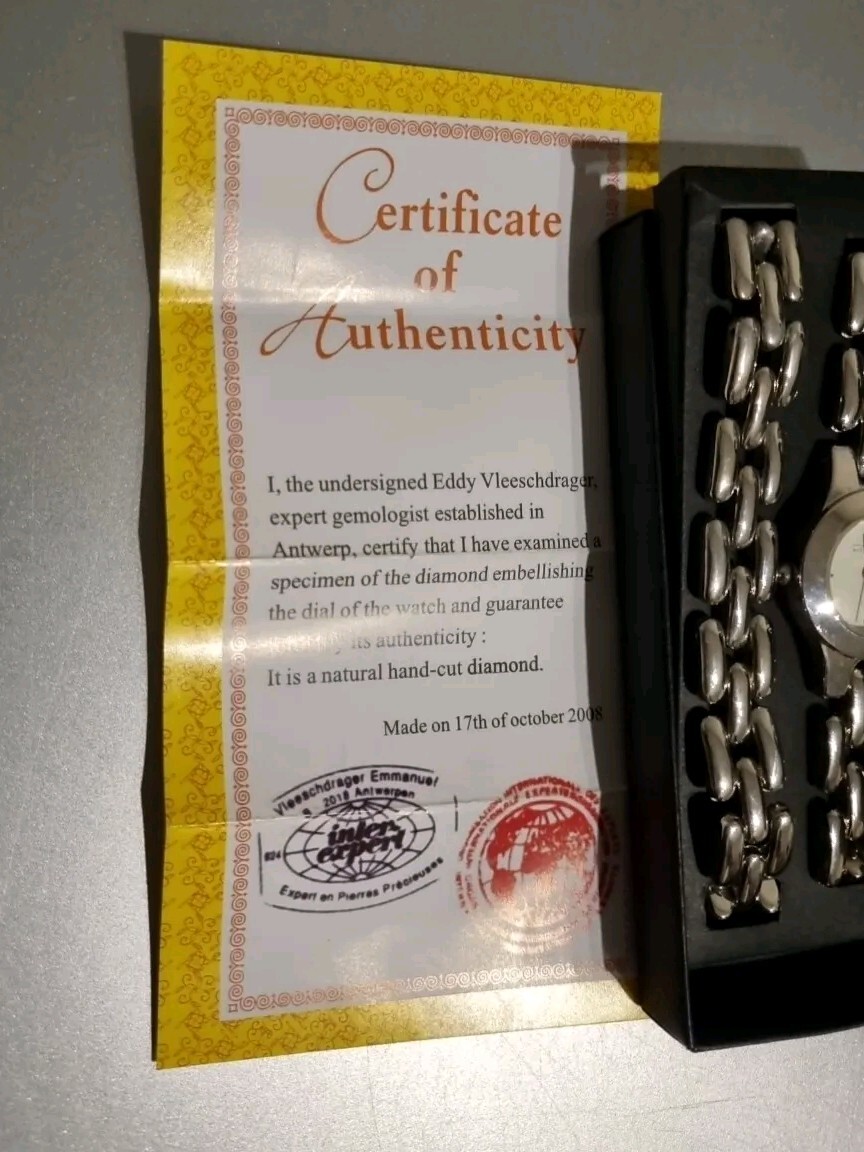 Certificate
of
Authenticity
I, the undersigned Eddy Vleeschdrager,
expert gemologist established in
Antwerp, certify that I have examined a
specimen of the diamond embellishing
the dial of the watch and guarantee
its authenticity :
It is a natural hand-cut diamond.
Made on 17th of october 2008
Vleeschdrager Emmanuel
2018 Antwerpen
inter
expert
Expert en Pierres Précieuses